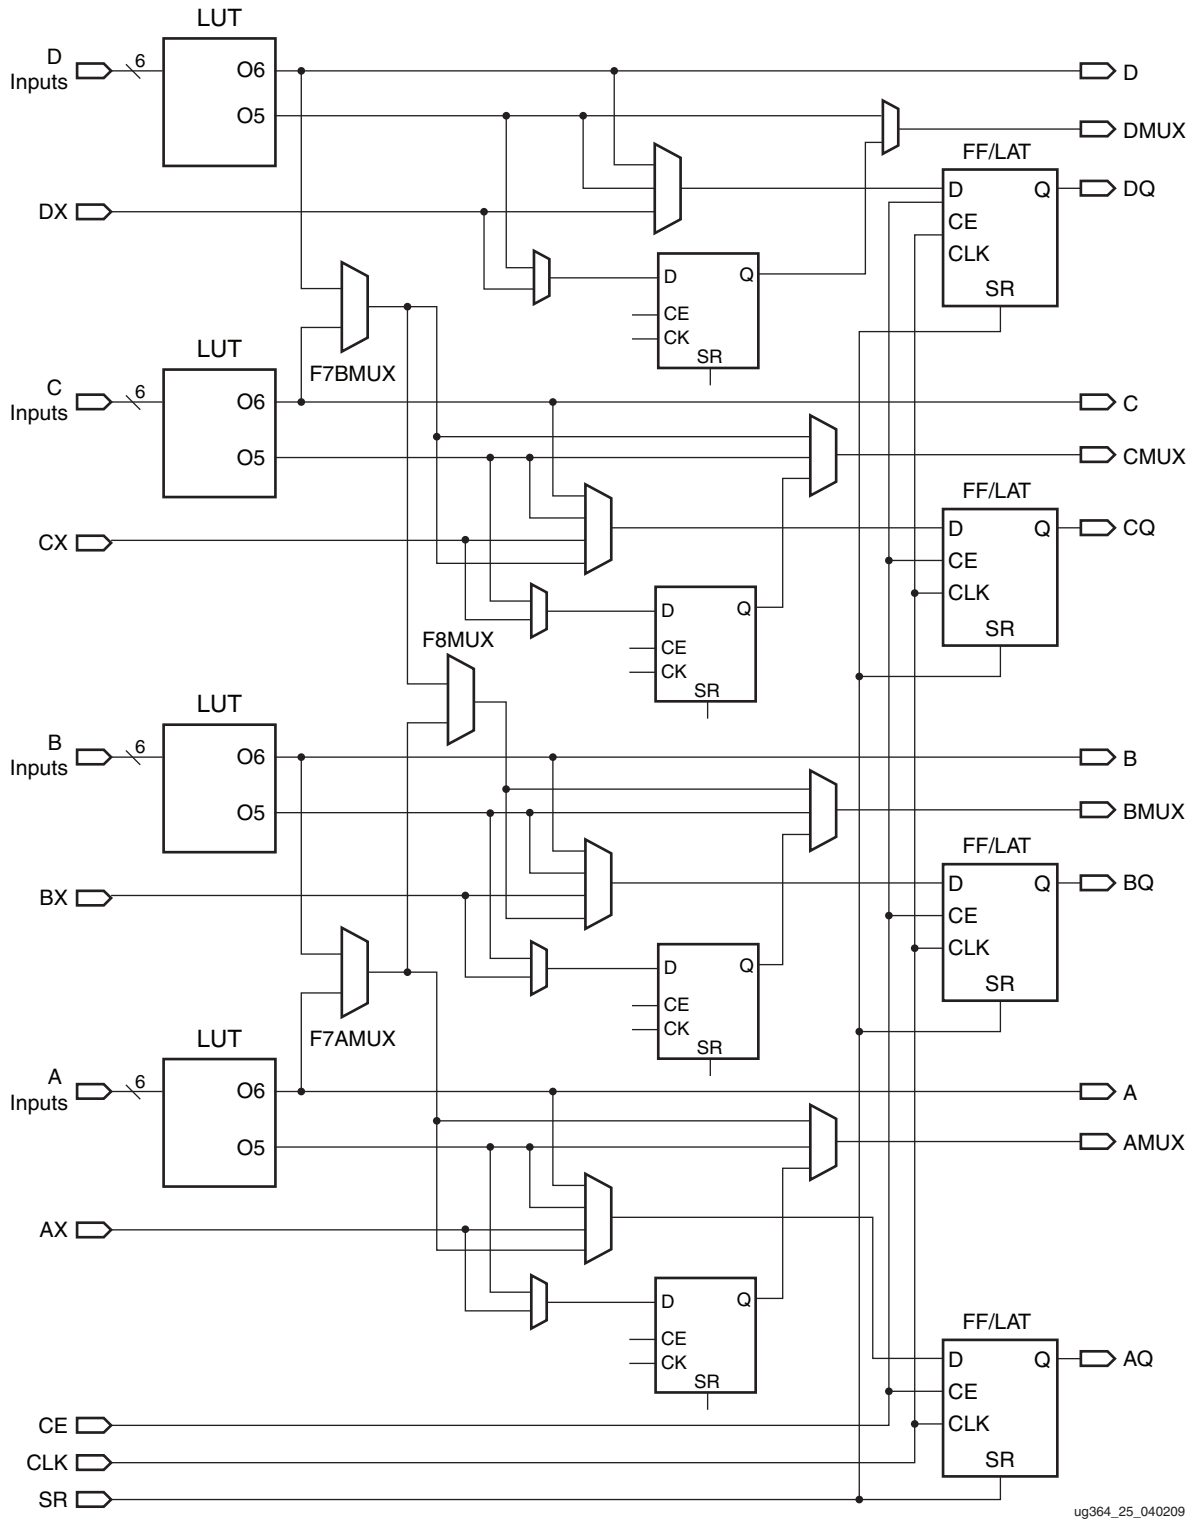 LUT
D
Inputs
6
O6
D
O5
DMUX
FF/LAT
D
Q
DQ
DX
CE
CLK
SR
D
Q
CE
CK
SR
F7BMUX
LUT
C
Inputs
6
O6
C
O5
CMUX
FF/LAT
D
Q
CQ
CX
CE
CLK
SR
D
Q
CE
CK
SR
F8MUX
LUT
B
Inputs
6
O6
B
O5
BMUX
FF/LAT
D
Q
BQ
BX
CE
CLK
SR
D
Q
CE
CK
SR
F7AMUX
LUT
A
Inputs
6
O6
A
O5
AMUX
AX
D
Q
CE
CK
SR
FF/LAT
D
Q
AQ
CE
CLK
SR
CE
CLK
SR
ug364_25_040209